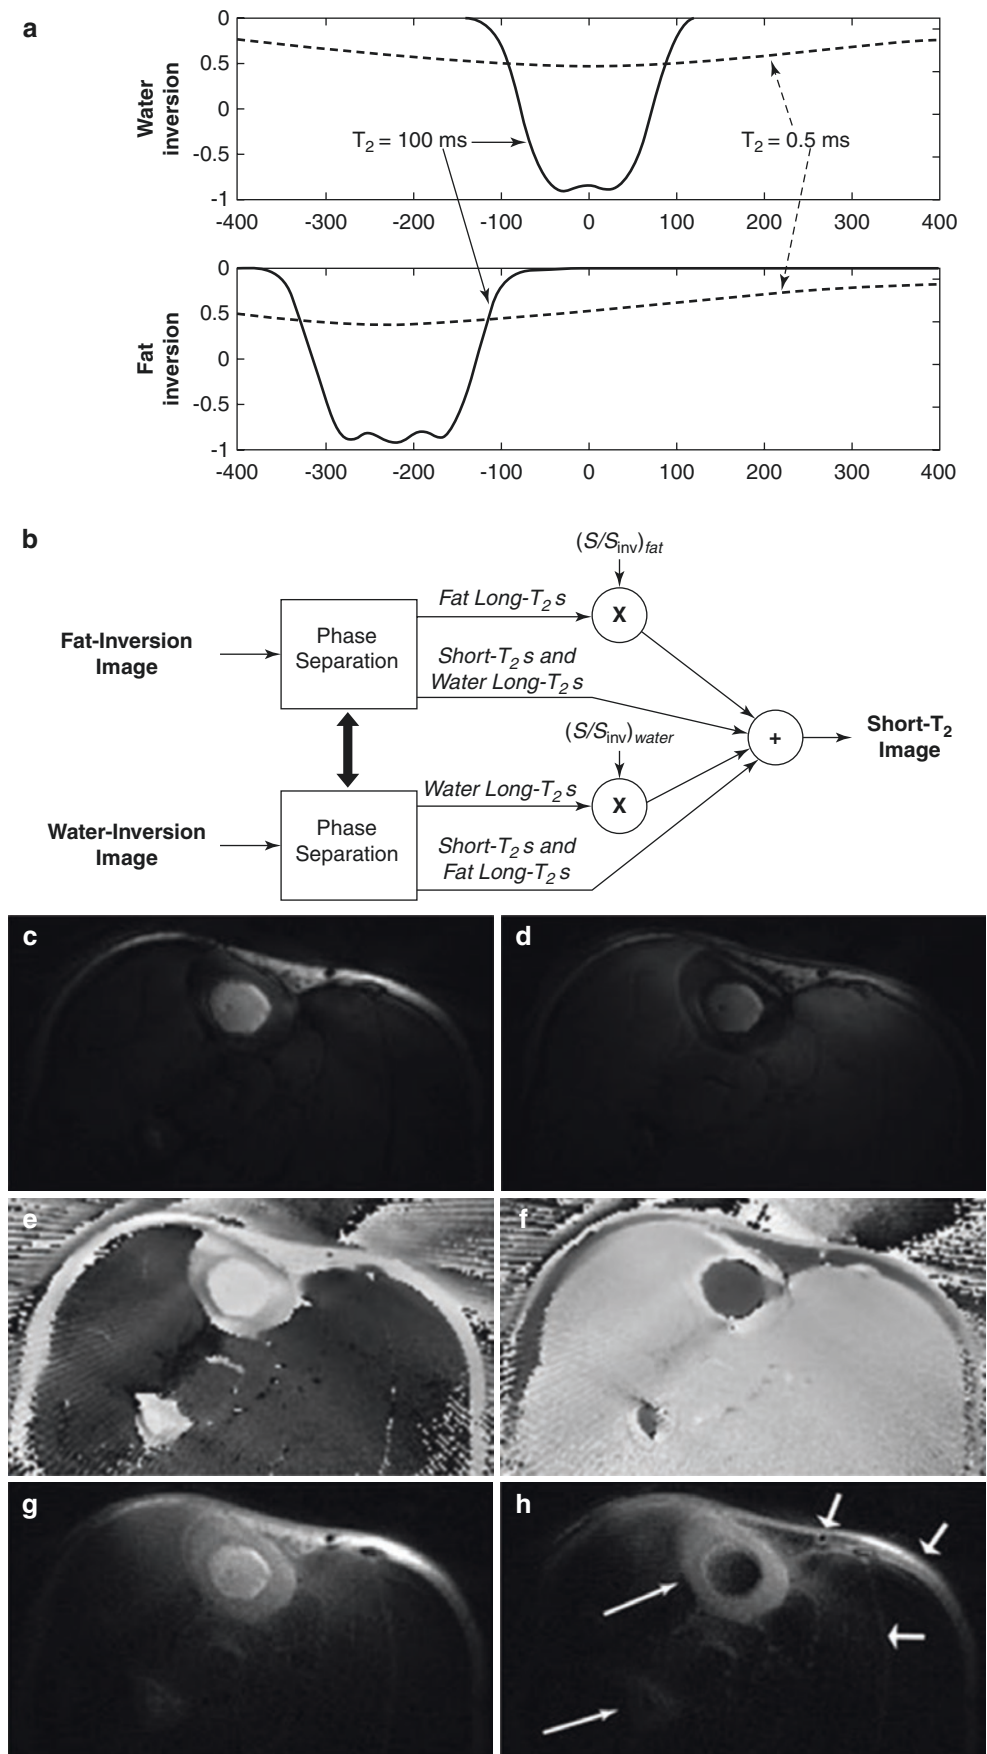 a
Water
inversion
0
0.5
0
-0.5
-1
T2 = 100 ms
T2 = 0.5 ms
-400 -300 -200 -100 0 100 200 300 400
Fat
inversion
0
0.5
0
-0.5
-1
-400 -300 -200 -100 0 100 200 300 400
b
(S/Sinv)fat
Fat-Inversion
Image
Phase
Separation
Fat Long-T2 s
X
Short-T2 s and
Water Long-T2 s
(S/Sinv)water
+
Short-T2
Image
Water-Inversion
Image
Phase
Separation
Water Long-T2 s
X
Short-T2 s and
Fat Long-T2 s
c
d
e
f
g
h